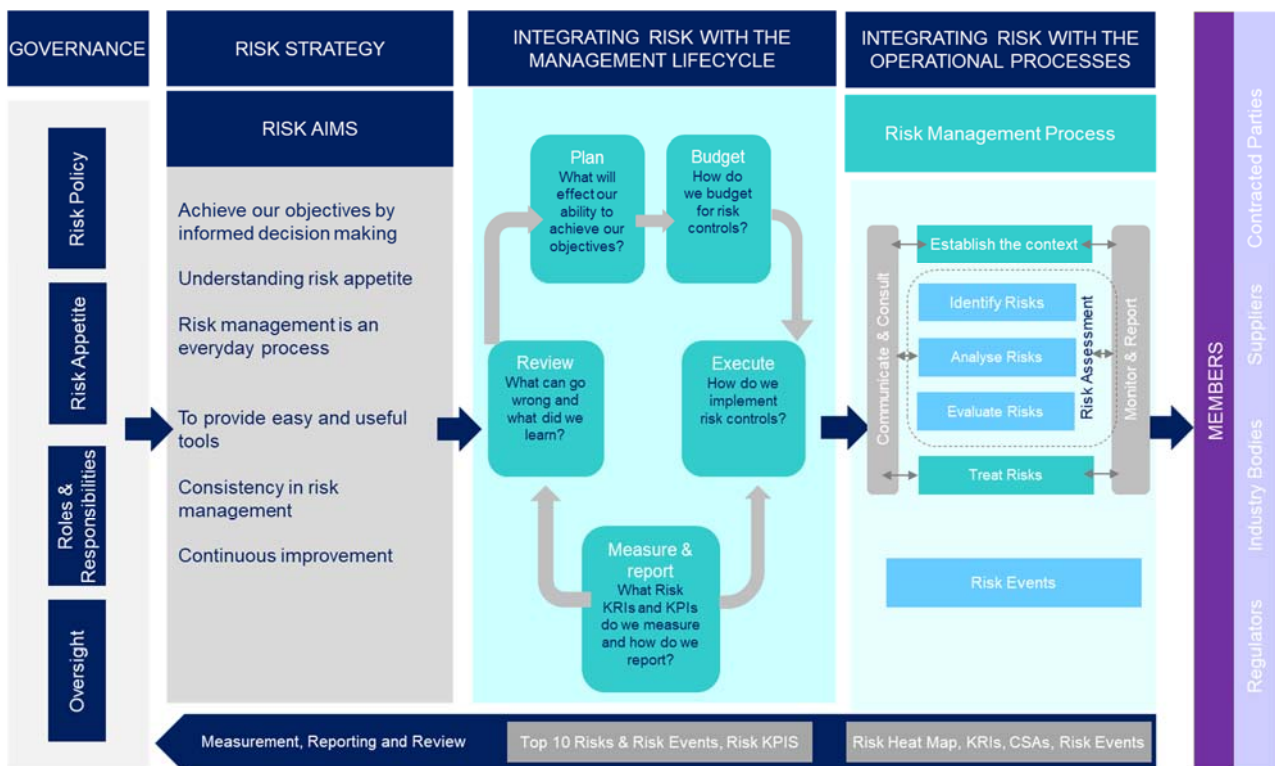 GOVERNANCE
Risk Policy
Risk Appetite
Roles &
Responsibilities
Oversight
RISK STRATEGY
RISK AIMS
Achieve our objectives by
informed decision making
Understanding risk appetite
Risk management is an
everyday process
To provide easy and useful
tools
Consistency in risk
management
Continuous improvement
INTEGRATING RISK WITH THE
MANAGEMENT LIFECYCLE
Plan
What will
effect our
ability to
achieve our
objectives?
Budget
How do
we budget
for risk
controls?
Execute
How do we
implement
risk controls?
Measure &
report
What Risk
KRIs and KPIs
do we measure
and how do we
report?
Review
What can go
wrong and
what did we
learn?
INTEGRATING RISK WITH THE
OPERATIONAL PROCESSES
Risk Management Process
Communicate & Consult
Establish the context
Identify Risks
Analyse Risks
Evaluate Risks
Risk Assessment
Treat Risks
Monitor & Report
Risk Events
MEMBERS
Contracted Parties
Suppliers
Industry Bodies
Regulators
Measurement, Reporting and Review
Top 10 Risks & Risk Events, Risk KPIS
Risk Heat Map, KRIs, CSAs, Risk Events